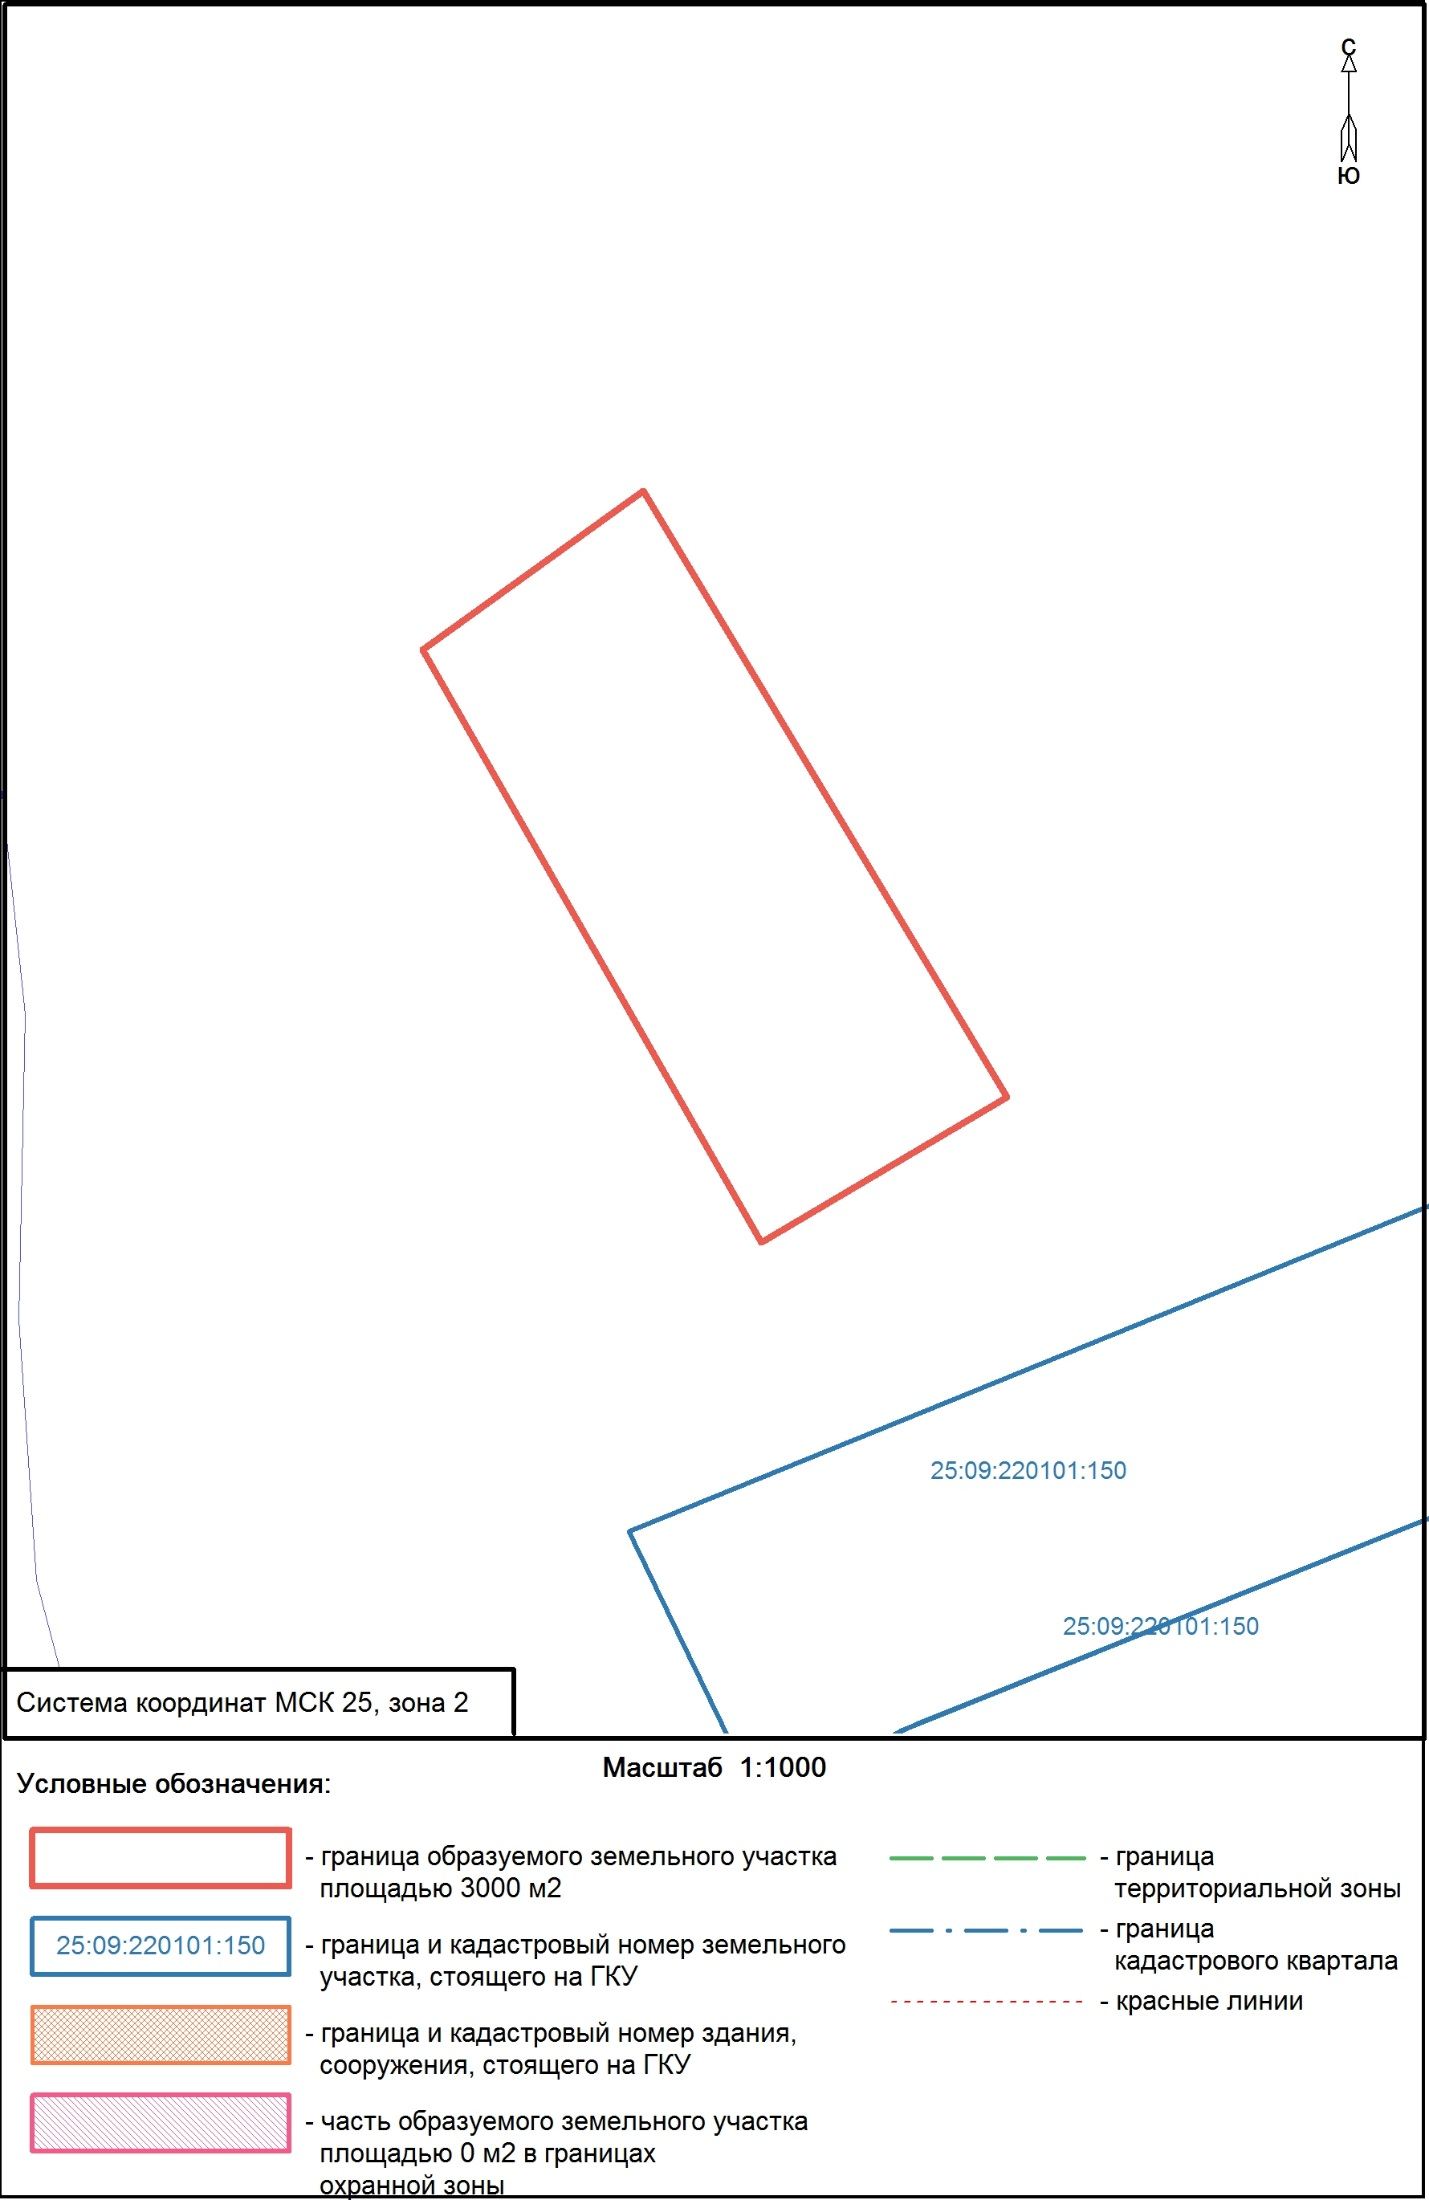 С
Ю
25:09:220101:150
25:09:220101:150
Система координат МСК 25, зона 2
Масштаб 1:1000
Условные обозначения:
- граница образуемого земельного участка
площадью 3000 м2
25:09:220101:150
- граница и кадастровый номер земельного
участка, стоящего на ГКУ
- граница и кадастровый номер здания,
сооружения, стоящего на ГКУ
- часть образуемого земельного участка
площадью 0 м2 в границах
охранной зоны
- граница
территориальной зоны
- граница
кадастрового квартала
- красные линии